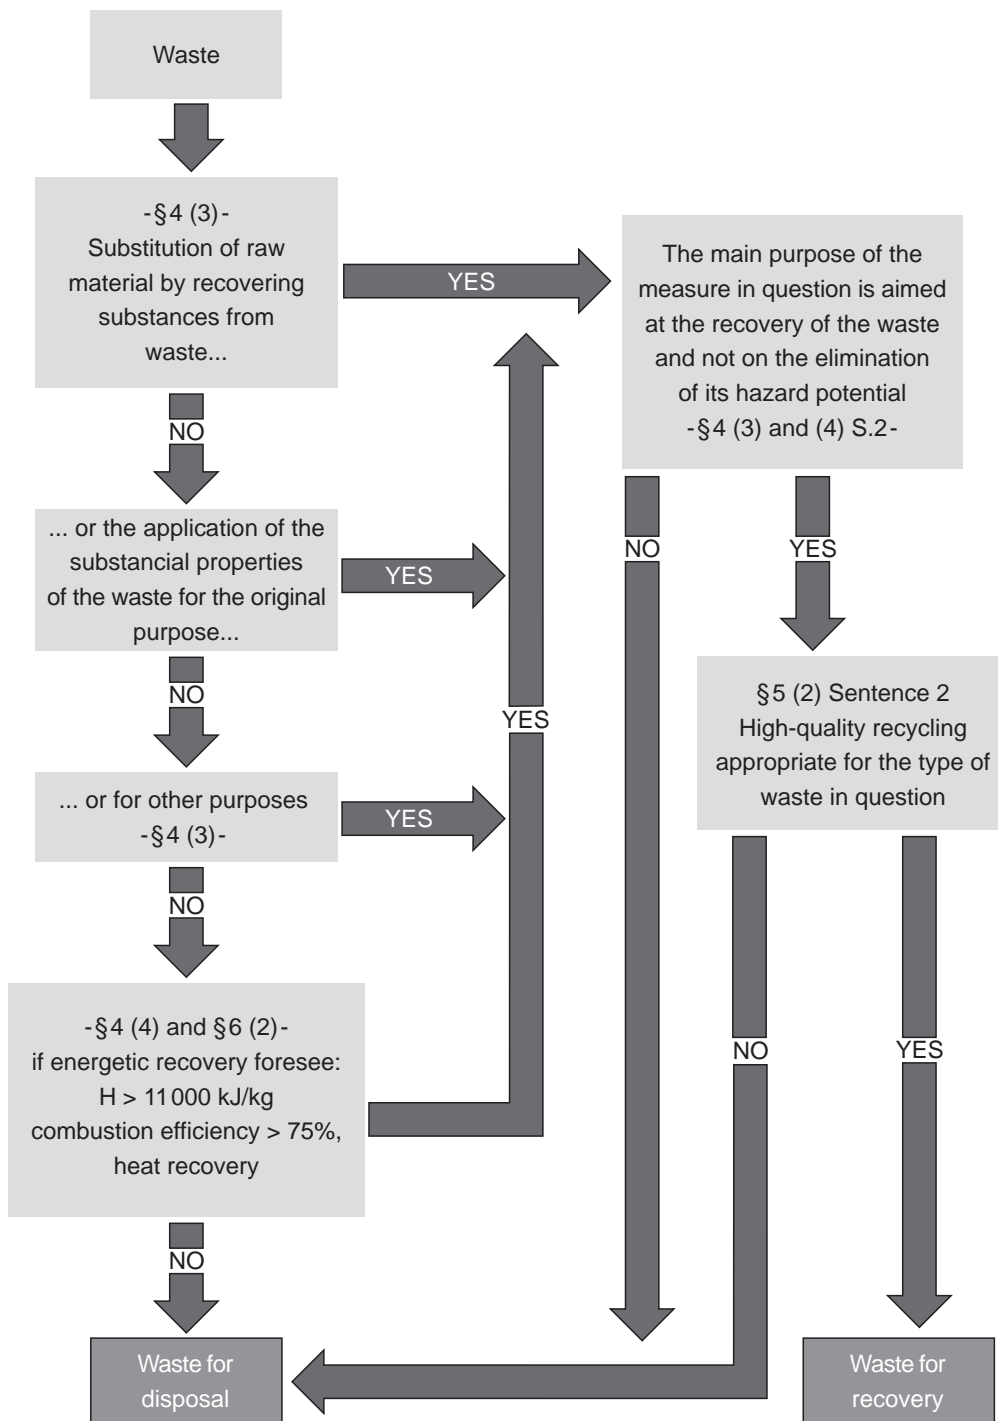 Waste
-§4 (3)-
Substitution of raw
material by recovering
substances from
waste...
YES
The main purpose of the
measure in question is aimed
at the recovery of the waste
and not on the elimination
of its hazard potential
-§4 (3) and (4) S.2-
NO
... or the application of the
substancial properties
of the waste for the original
purpose...
YES
NO
YES
NO
YES
§5 (2) Sentence 2
High-quality recycling
appropriate for the type of
waste in question
... or for other purposes
-§4 (3)-
YES
NO
-§4 (4) and §6 (2)-
if energetic recovery foresee:
H > 11000 kJ/kg
combustion efficiency > 75%,
heat recovery
NO
YES
NO
Waste for
disposal
Waste for
recovery